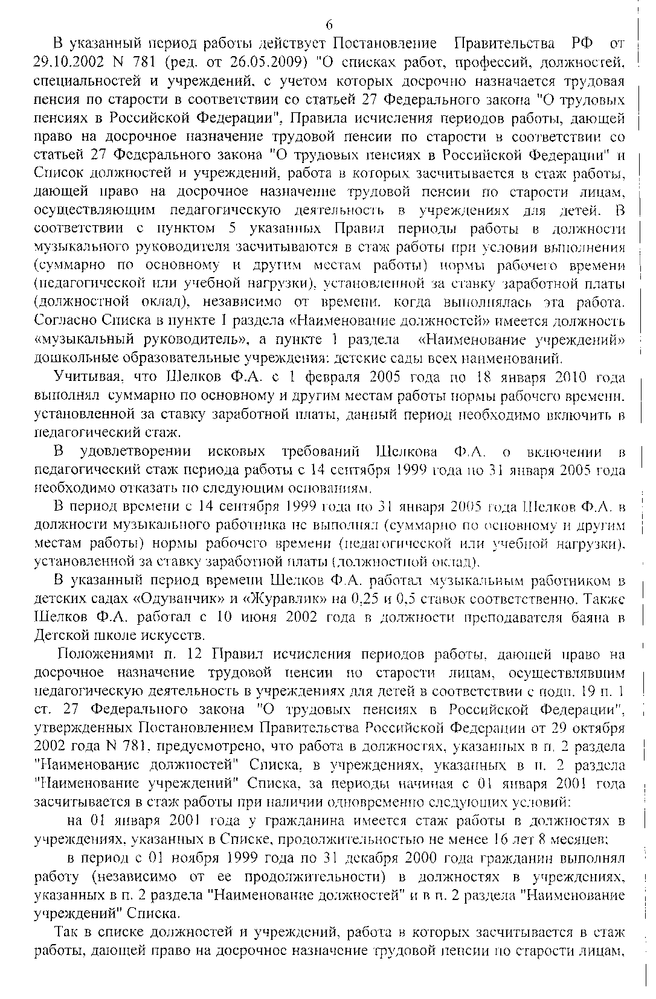 6
В указанный период работы действует Постановление Правительства РФ от
29.10.2002 N 781 (ред. от 26.05.2009) "О списках работ, профессий, должностей,
специальностей и учреждений, с учетом которых досрочно назначается трудовая
пенсия по старости в соответствии со статьей 27 Федерального закона "О трудовых
пенсиях в Российской Федерации", Правила исчисления периодов работы, дающей
право на досрочное назначение трудовой пенсии по старости в соответствии со
статьей 27 Федерального закона "О трудовых пенсиях в Российской Федерации" и
Список должностей и учреждений, работа в которых засчитывается в стаж работы,
дающей право на досрочное назначение трудовой пенсии по старости лицам,
осуществляющим педагогическую деятельность в учреждениях для детей. В
соответствии с пунктом 5 указанных Правил периоды работы в должности
музыкального руководителя засчитываются в стаж работы при условии выполнения
(суммарно по основному и другим местам работы) нормы рабочего времени
(педагогической или учебной нагрузки), установленной за ставку заработной платы
(должностной оклад), независимо от времени, когда выполнялась эта работа.
Согласно Списка в пункте 1 раздела «Наименование должностей» имеется должность
«музыкальный руководитель», а пункте 1 раздела «Наименование учреждений»
дошкольные образовательные учреждения: детские сады всех наименований.
Учитывая, что Шелков Ф.А. с 1 февраля 2005 года по 18 января 2010 года
выполнял суммарно по основному и другим местам работы нормы рабочего времени,
установленной за ставку заработной платы, данный период необходимо включить в
педагогический стаж.
В удовлетворении исковых требований Шелкова Ф.А. о включении в
педагогический стаж периода работы с 14 сентября 1999 года по 31 января 2005 года
необходимо отказать по следующим основаниям.
В период времени с 14 сентября 1999 года по 31 января 2005 года Шелков Ф.А. в
должности музыкального работника не выполнял (суммарно по основному и другим
местам работы) нормы рабочего времени (педагогической или учебной нагрузки),
установленной за ставку заработной платы (должностной оклад).
В указанный период времени Шелков Ф.А. работал музыкальным работником в
детских садах «Одуванчик» и «Журавлик» на 0,25 и 0,5 ставок соответственно. Также
Шелков Ф.А. работал с 10 июня 2002 года в должности преподавателя баяна в
Детской школе искусств.
Положениями п. 12 Правил исчисления периодов работы, дающей право на
досрочное назначение трудовой пенсии по старости лицам, осуществлявшим
педагогическую деятельность в учреждениях для детей в соответствии с подп. 19 п. 1
ст. 27 Федерального закона "О трудовых пенсиях в Российской Федерации",
утвержденных Постановлением Правительства Российской Федерации от 29 октября
2002 года N 781, предусмотрено, что работа в должностях, указанных в п. 2 раздела
"Наименование должностей" Списка, в учреждениях, указанных в п. 2 раздела
"Наименование учреждений" Списка, за периоды начиная с 01 января 2001 года
засчитывается в стаж работы при наличии одновременно следующих условий:
на 01 января 2001 года у гражданина имеется стаж работы в должностях в
учреждениях, указанных в Списке, продолжительностью не менее 16 лет 8 месяцев;
в период с 01 ноября 1999 года по 31 декабря 2000 года гражданин выполнял
работу (независимо от ее продолжительности) в должностях в учреждениях,
указанных в п. 2 раздела "Наименование должностей" и в п. 2 раздела "Наименование
учреждений" Списка.
Так в списке должностей и учреждений, работа в которых засчитывается в стаж
работы, дающей право на досрочное назначение трудовой пенсии по старости лицам,